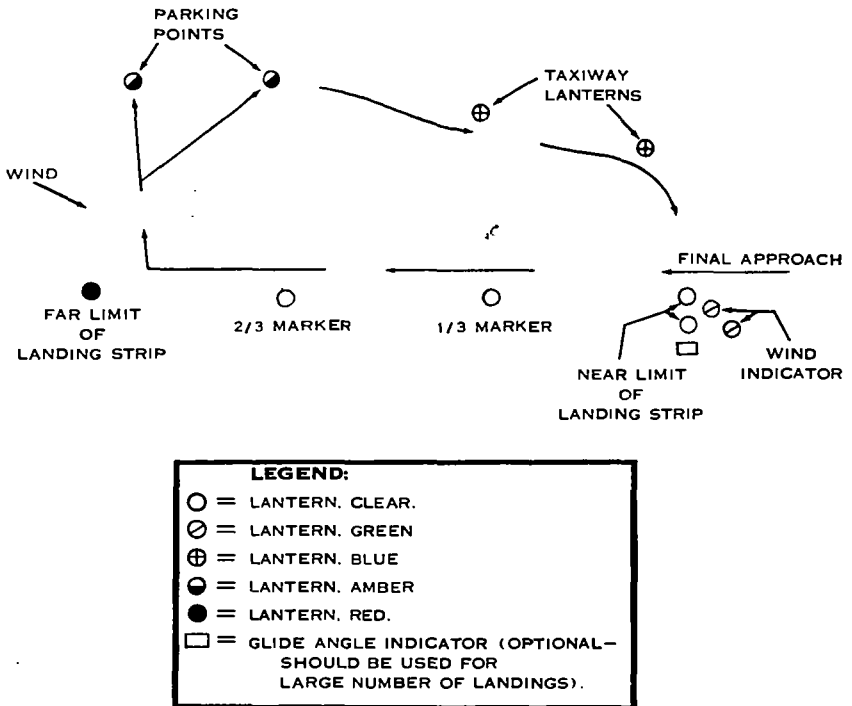 PARKING
POINTS
TAXIWAY
LANTERNS
WIND
FINAL APPROACH
FAR LIMIT
OF
LANDING STRIP
2/3 MARKER
1/3 MARKER
NEAR LIMIT
OF
LANDING STRIP
WIND
INDICATOR
LEGEND:
= LANTERN, CLEAR.
= LANTERN, GREEN
= LANTERN, BLUE
= LANTERN, AMBER
= LANTERN, RED.
= GLIDE ANGLE INDICATOR (OPTIONAL—
SHOULD BE USED FOR
LARGE NUMBER OF LANDINGS).